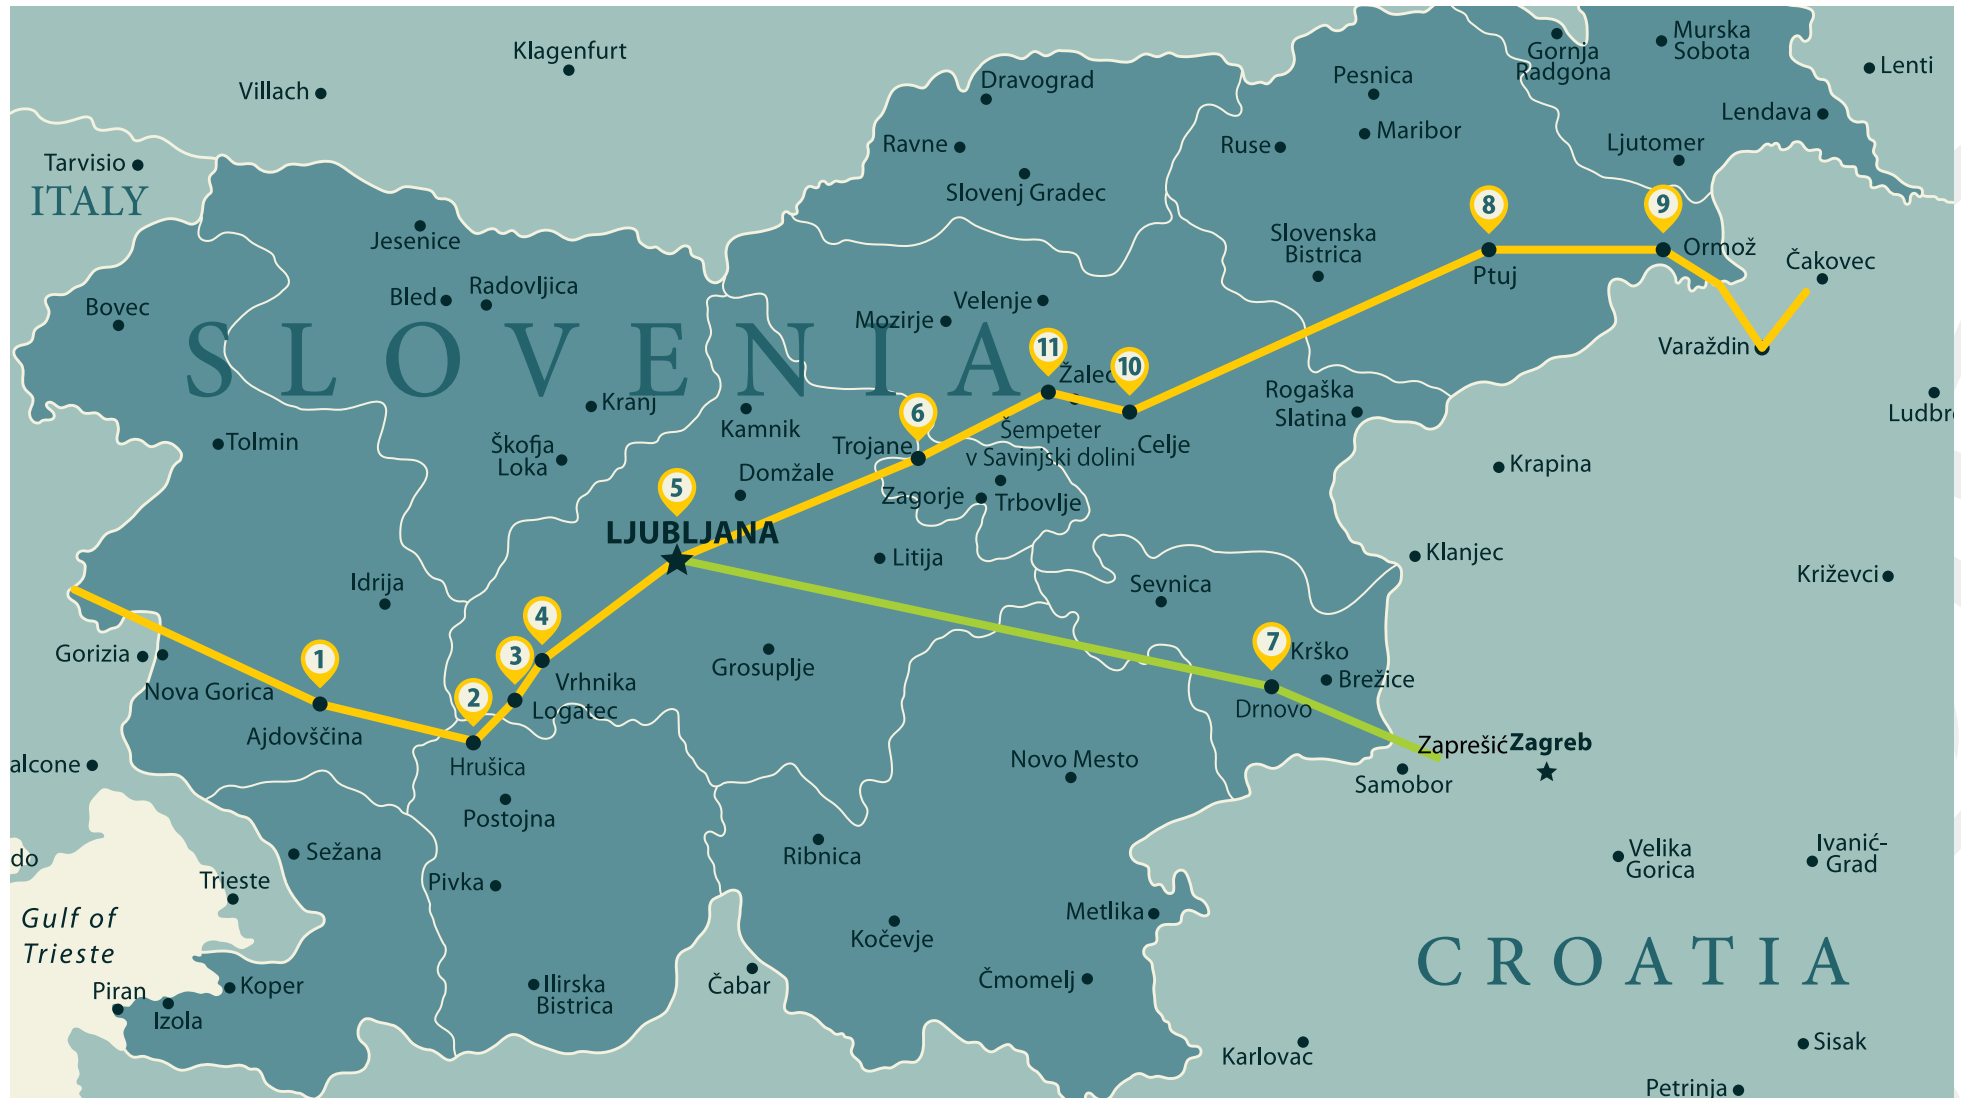 Klagenfurt
Villach
Tarvisio
ITALY
Dravograd
Ravne
Slovenj Gradec
Pesnica
Maribor
Ruse
Gornja
Radgona
Murska
Sobota
Lenti
Lendava
Ljutomer
Jesenice
Bled
Radovljica
Bovec
SLOVENIA
Velenje
Mozirje
Slovenska
Bistrica
8
Ptuj
9
Ormož
Čakovec
Varaždin
Ludbr
Tolmin
Kranj
Škofja
Loka
Kamnik
Domžale
6
Trojane
11
Žalec
10
Celje
Šempeter
v Savinjski dolini
Zagorje
Trbovlje
Rogaška
Slatina
Krapina
5
LJUBLJANA
Litija
Klanjec
Križevci
Idrija
Sevnica
4
3
Vrhnika
Logatec
Grosuplje
7
Krško
Brežice
Drnovo
Gorizia
Nova Gorica
1
Ajdovščina
2
Hrušica
Postojna
Novo Mesto
Zaprešić
Zagreb
Samobor
alcone
do
Sežana
Trieste
Pivka
Ribnica
Velika
Gorica
Ivanić-
Grad
Gulf of
Trieste
Kočevje
Metlika
CROATIA
Piran
Izola
Koper
Ilirska
Bistrica
Čabar
Čmomelj
Karlovac
Sisak
Petrinja